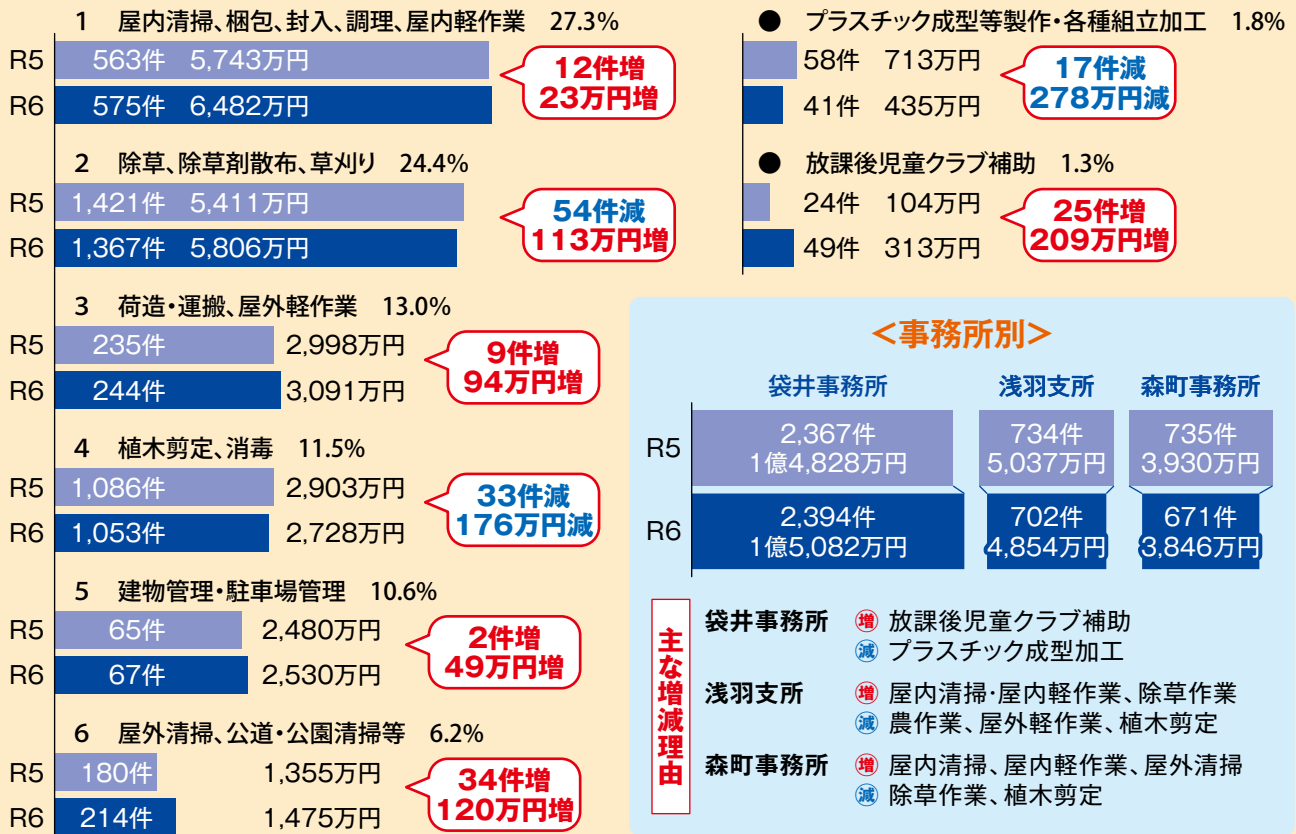 1 屋内清掃、梱包、封入、調理、屋内軽作業 27.3%
R5 563件 5,743万円
R6 575件 6,482万円
12件増
23万円増
2 除草、除草剤散布、草刈り 24.4%
R5 1,421件 5,411万円
R6 1,367件 5,806万円
54件減
113万円増
3 荷造・運搬、屋外軽作業 13.0%
R5 235件 2,998万円
R6 244件 3,091万円
9件増
94万円増
4 植木剪定、消毒 11.5%
R5 1,086件 2,903万円
R6 1,053件 2,728万円
33件減
176万円減
5 建物管理・駐車場管理 10.6%
R5 65件 2,480万円
R6 67件 2,530万円
2件増
49万円増
6 屋外清掃、公道・公園清掃等 6.2%
R5 180件 1,355万円
R6 214件 1,475万円
34件増
120万円増
● プラスチック成型等製作・各種組立加工 1.8%
58件 713万円
41件 435万円
17件減
278万円減
● 放課後児童クラブ補助 1.3%
24件 104万円
49件 313万円
25件増
209万円増
<事務所別>
袋井事務所 浅羽支所 森町事務所
R5
2,367件 734件 735件
1億4,828万円 5,037万円 3,930万円
R6
2,394件 702件 671件
1億5,082万円 4,854万円 3,846万円
主な増減理由
袋井事務所 増 放課後児童クラブ補助
減 プラスチック成型加工
浅羽支所 増 屋内清掃・屋内軽作業、除草作業
減 農作業、屋外軽作業、植木剪定
森町事務所 増 屋内清掃、屋内軽作業、屋外清掃
減 除草作業、植木剪定